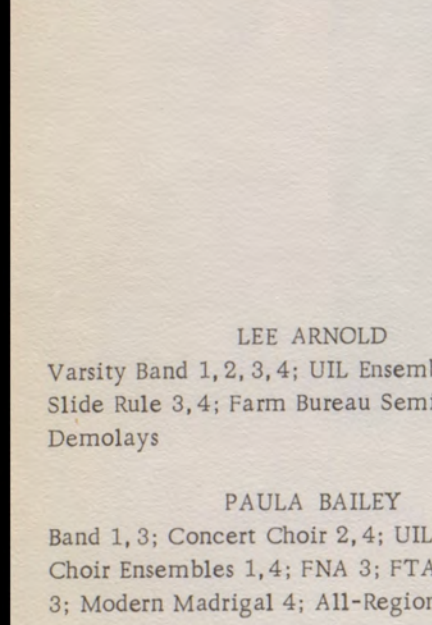 LEE ARNOLD
Varsity Band 1, 2, 3, 4; UIL
Slide Rule 3, 4; Farm Bureau
Demolays
PAULA BAILEY
Band 1, 3; Concert Choir 2, 4; UIL
Choir Ensembles 1, 4; FNA 3; FTA
3; Modern Madrigal 4;